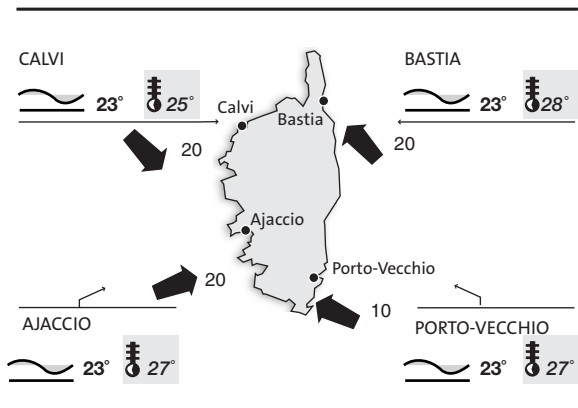 CALVI
23° 25°
20
BASTIA
23° 28°
20
Calvi
Bastia
Ajaccio
Porto-Vecchio
20
AJACCIO
23° 27°
10
PORTO-VECCHIO
23° 27°